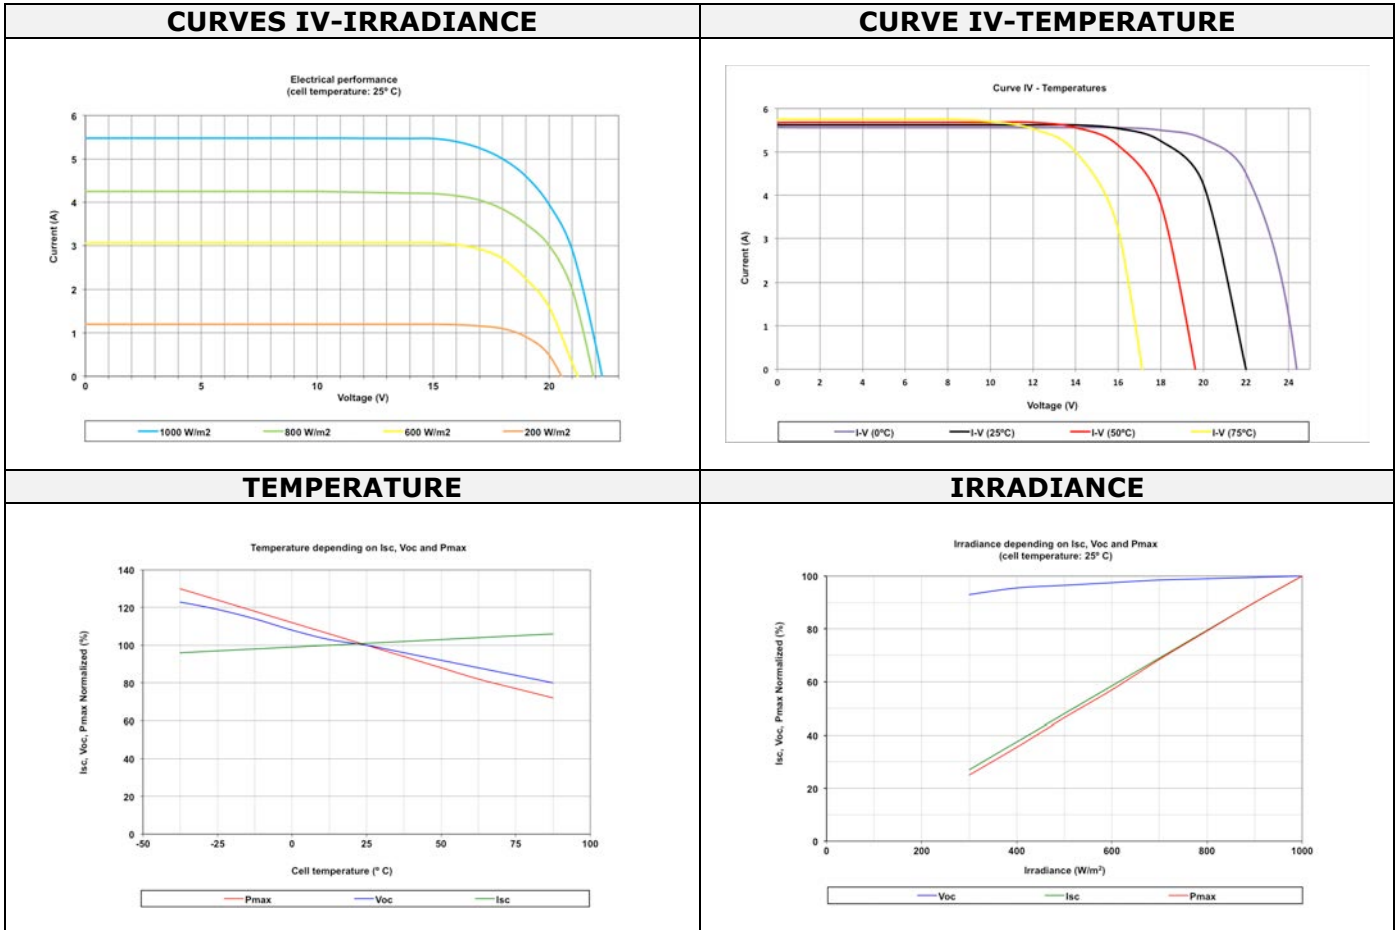 CURVES IV-IRRADIANCE
CURVE IV-TEMPERATURE
Electrical performance
(cell temperature: 25º C)
6
5
4
3
2
1
0
Current (A)
0 5 10 15 20
Voltage (V)
1000 W/m2 800 W/m2 600 W/m2 200 W/m2
Curve IV - Temperatures
6
5
4
3
2
1
0
Current (A)
0 2 4 6 8 10 12 14 16 18 20 22 24
Voltage (V)
I-V (0ºC) I-V (25ºC) I-V (50ºC) I-V (75ºC)
TEMPERATURE
IRRADIANCE
Temperature depending on Isc, Voc and Pmax
140
120
100
80
60
40
20
0
Isc, Voc, Pmax Normalized (%)
-50 -25 0 25 50 75 100
Cell temperature (º C)
Pmax Voc Isc
Irradiance depending on Isc, Voc and Pmax
(cell temperature: 25º C)
100
80
60
40
20
0
Isc, Voc, Pmax Normalized (%)
0 200 400 600 800 1000
Irradiance (W/m²)
Voc Isc Pmax